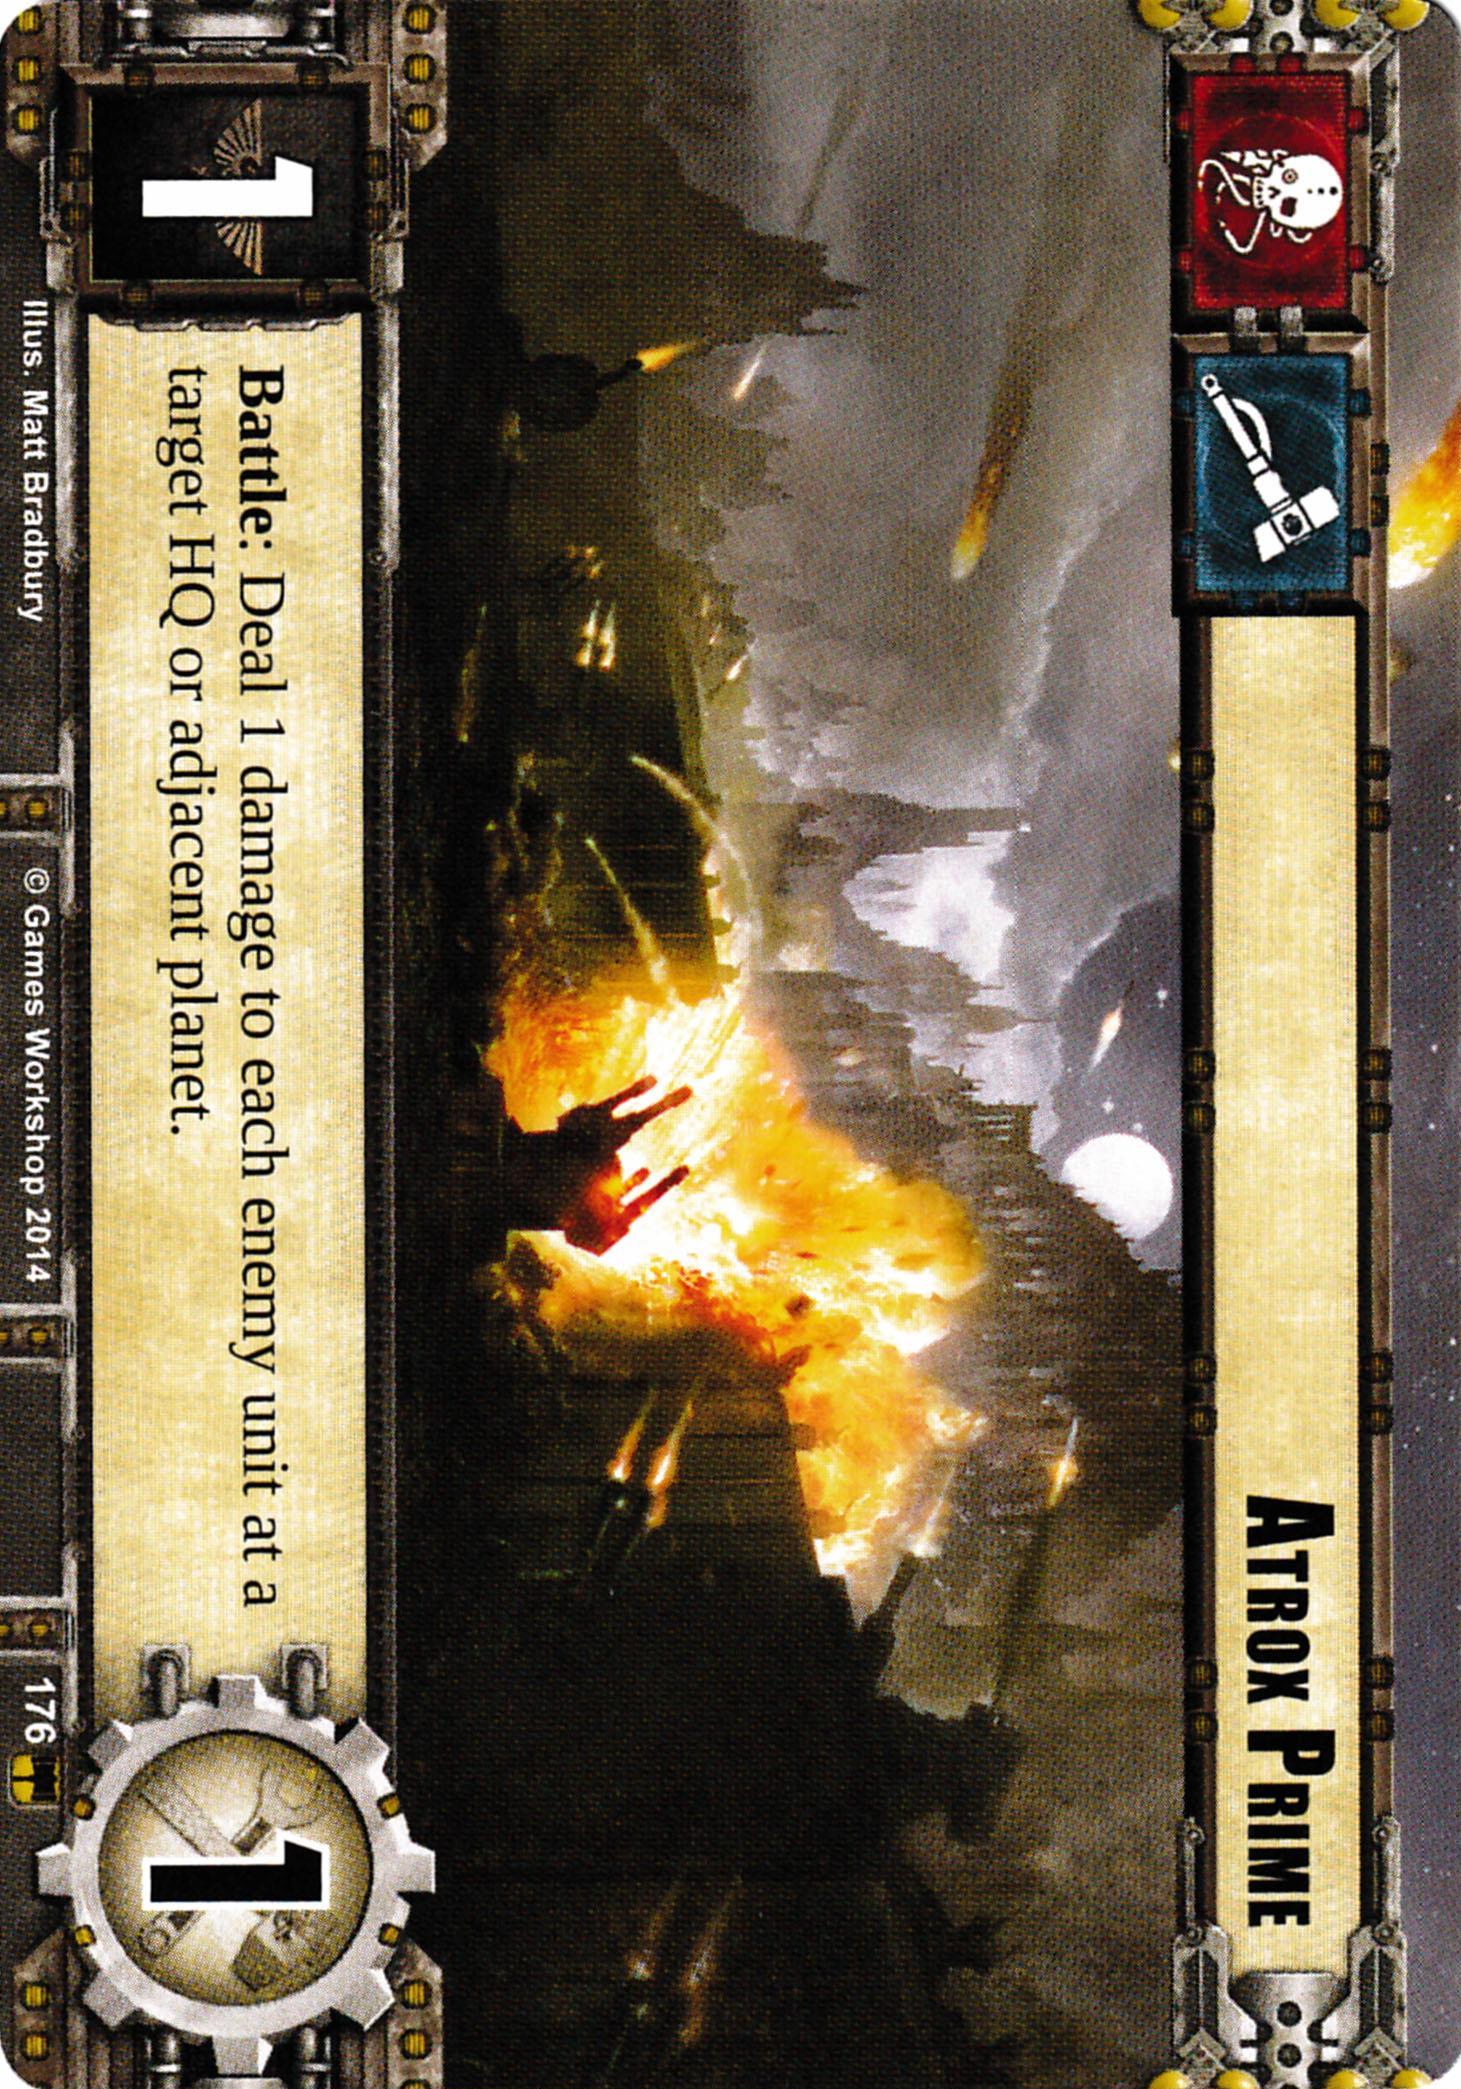 ATROX PRIME
1
Battle: Deal 1 damage to each enemy unit at a
target HQ or adjacent planet.
1
Illus. Matt Bradbury
© Games Workshop 2014
176